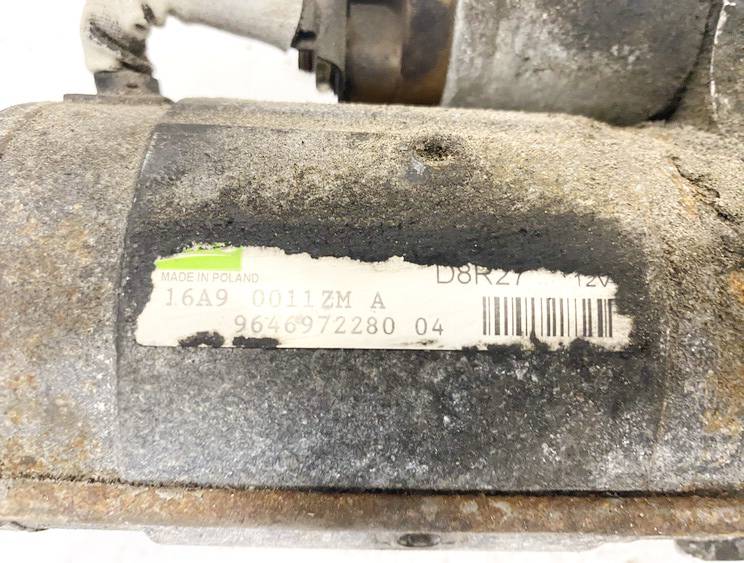 D8R27 12V
MADE IN POLAND
16A9 0011ZM A
9646972280 04